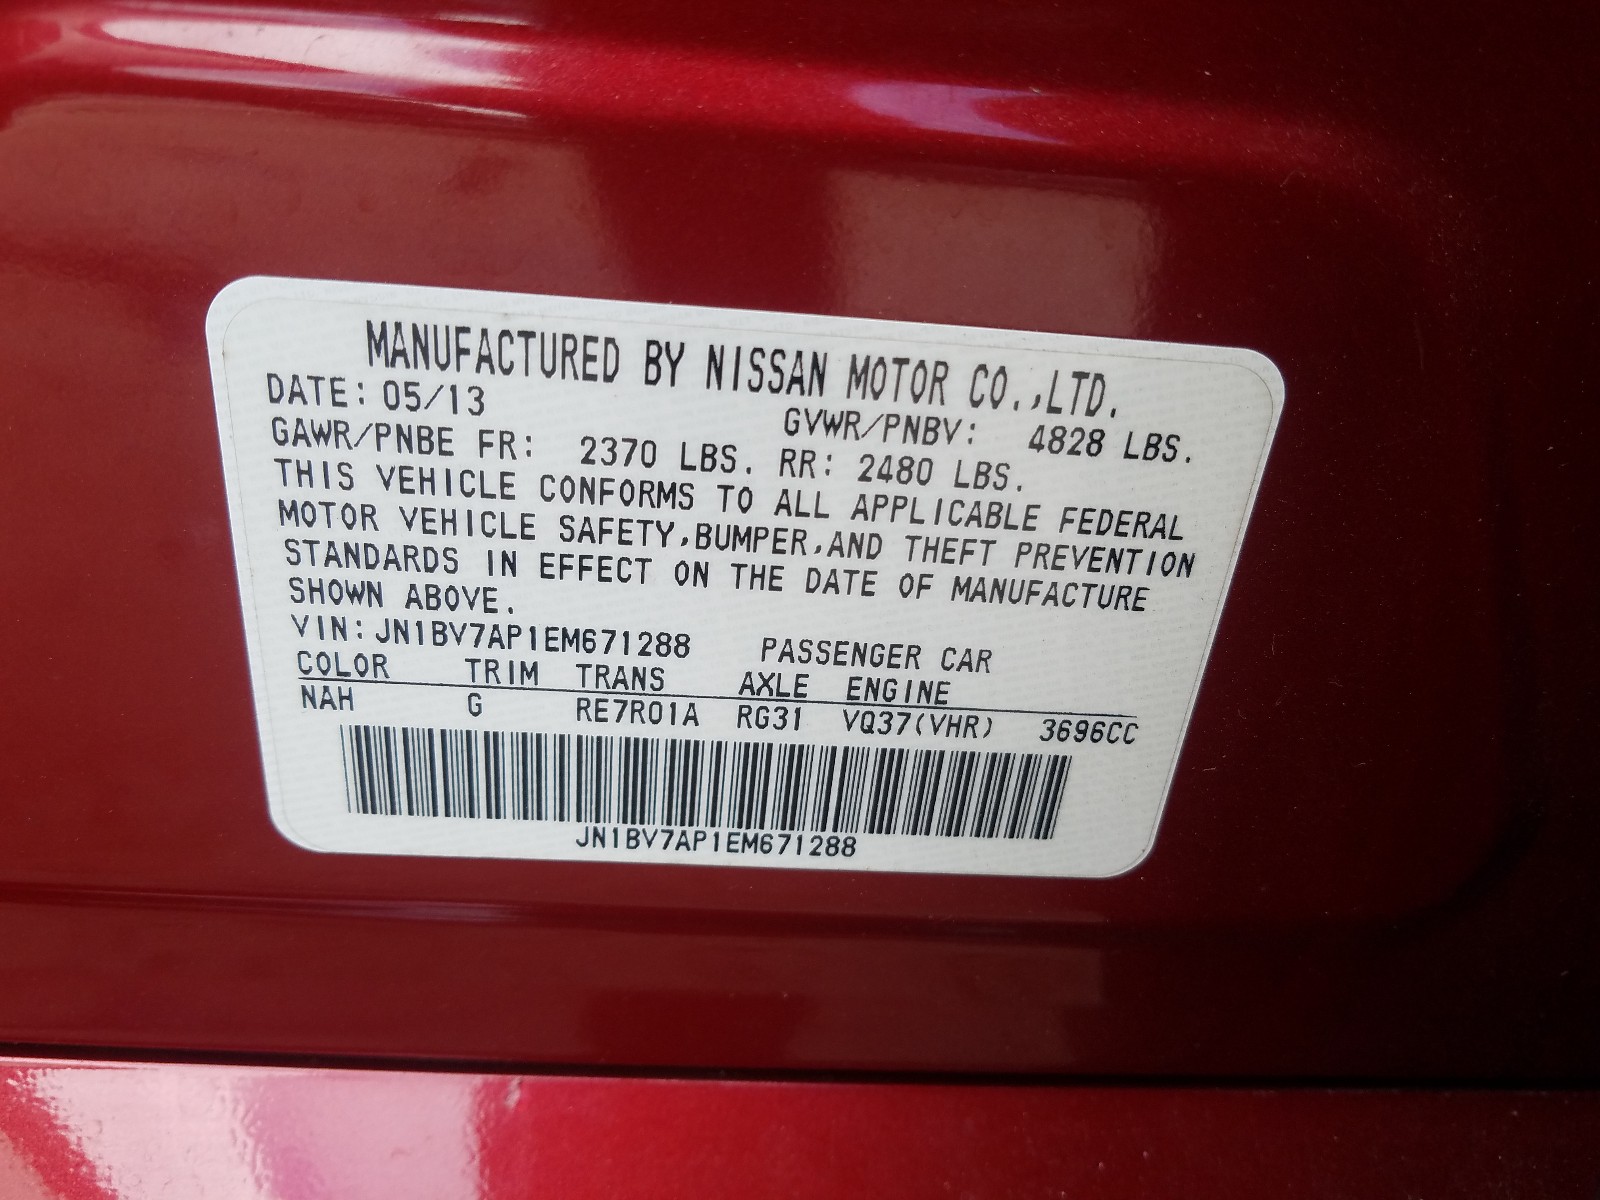 MANUFACTURED BY NISSAN MOTOR CO.,LTD.
DATE: 05/13 GVWR/PNBV: 4828 LBS.
GAWR/PNBE FR: 2370 LBS. RR: 2480 LBS.
THIS VEHICLE CONFORMS TO ALL APPLICABLE FEDERAL
MOTOR VEHICLE SAFETY,BUMPER,AND THEFT PREVENTION
STANDARDS IN EFFECT ON THE DATE OF MANUFACTURE
SHOWN ABOVE.
VIN: JN1BV7AP1EM671288 PASSENGER CAR
COLOR TRIM TRANS AXLE ENGINE
NAH G RE7R01A RG31 VQ37(VHR) 3696CC
JN1BV7AP1EM671288